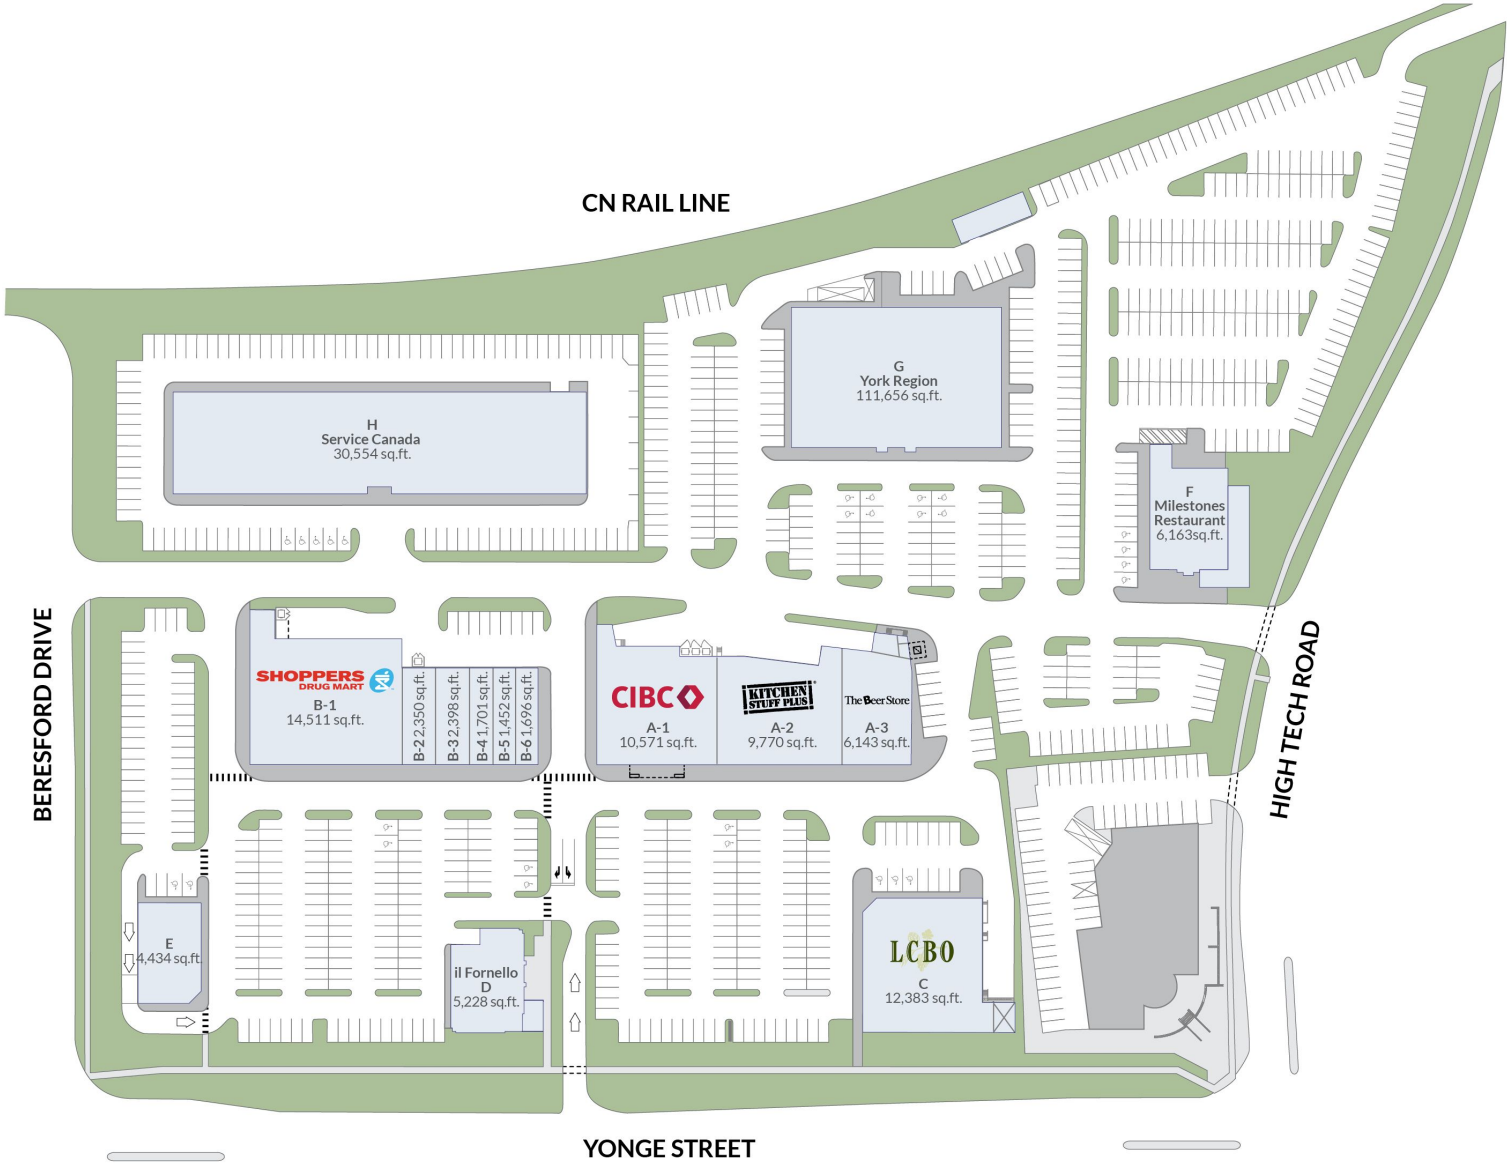 CN RAIL LINE
G
York Region
111,656 sq.ft.
H
Service Canada
30,554 sq.ft.
F
Milestones
Restaurant
6,163sq.ft.
BERESFORD DRIVE
HIGH TECH ROAD
SHOPPERS
DRUG MART
B-1
14,511 sq.ft.
B-2 2,350 sq.ft.
B-3 2,398 sq.ft.
B-4 1,701 sq.ft.
B-5 1,452 sq.ft.
B-6 1,696 sq.ft.
CIBC
A-1
10,571 sq.ft.
KITCHEN
STUFF PLUS
A-2
9,770 sq.ft.
The Beer Store
A-3
6,143 sq.ft.
E
4,434 sq.ft.
il Fornello
D
5,228 sq.ft.
LCBO
C
12,383 sq.ft.
YONGE STREET